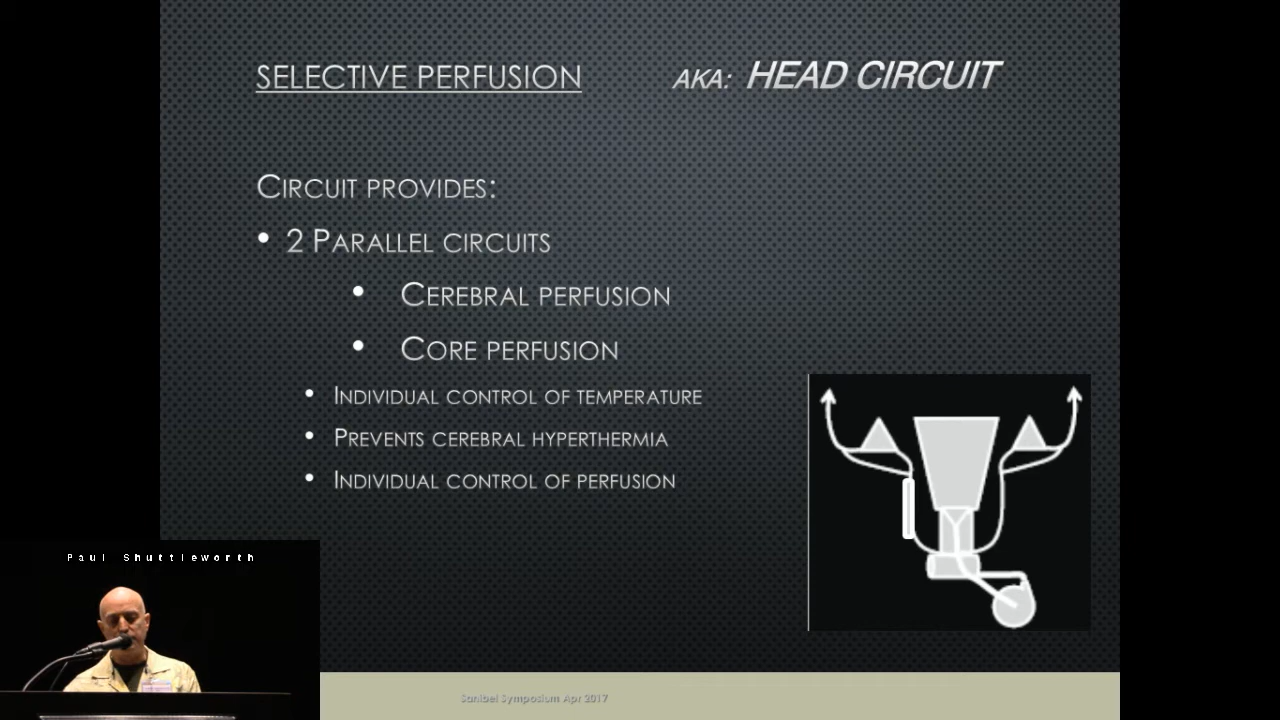 SELECTIVE PERFUSION AKA: HEAD CIRCUIT
CIRCUIT PROVIDES:
• 2 PARALLEL CIRCUITS
• CEREBRAL PERFUSION
• CORE PERFUSION
• INDIVIDUAL CONTROL OF TEMPERATURE
• PREVENTS CEREBRAL HYPERTHERMIA
• INDIVIDUAL CONTROL OF PERFUSION
Paul Shuttleworth
Sanibel Symposium Apr 2017